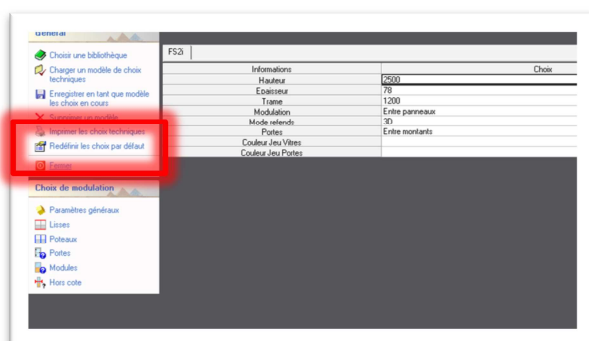 Général
Choisir une bibliothèque
Charger un modèle de choix
techniques
Enregistrer en tant que modèle
les choix en cours
Supprimer un modèle
Imprimer les choix techniques
Redéfinir les choix par défaut
Fermer
Choix de modulation
Paramètres généraux
Lisses
Poteaux
Portes
Modules
Hors cote
FS2i
Informations Choix
Hauteur 2500
Epaisseur 78
Trame 1200
Modulation Entre panneaux
Mode refends 3D
Portes Entre montants
Couleur Jeu Vitres
Couleur Jeu Portes